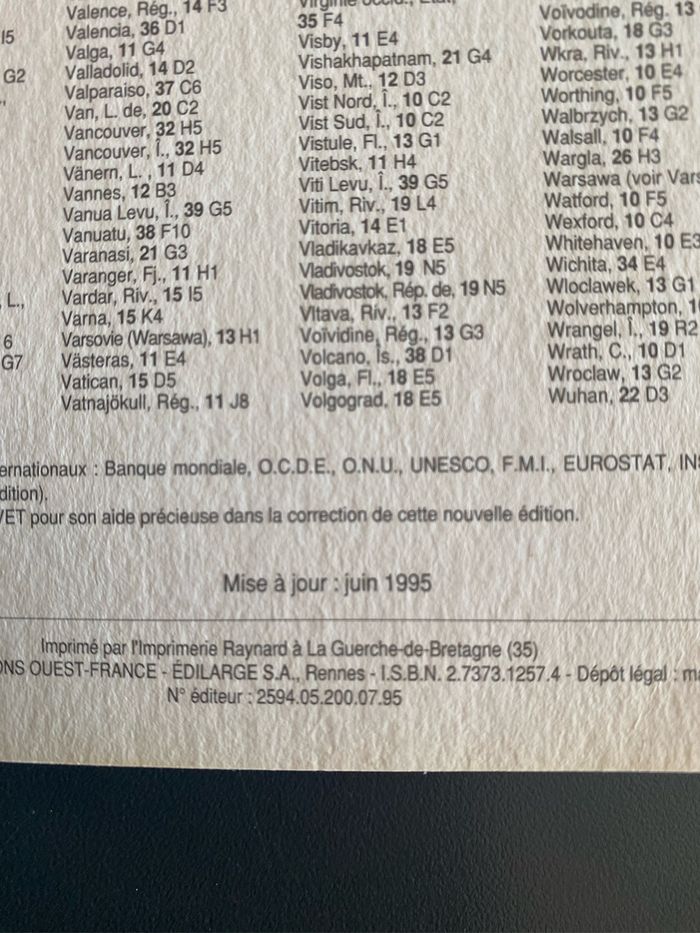 I5
G2
L.,
6
G7
Valence, Rég., 14 F3
Valencia, 36 D1
Valga, 11 G4
Valladolid, 14 D2
Valparaiso, 37 C6
Van, L. de, 20 C2
Vancouver, 32 H5
Vancouver, Î., 32 H5
Vänern, L. , 11 D4
Vannes, 12 B3
Vanua Levu, Î., 39 G5
Vanuatu, 38 F10
Varanasi, 21 G3
Varanger, Fj., 11 H1
Vardar, Riv., 15 I5
Varna, 15 K4
Varsovie (Warsawa), 13 H1
Västeras, 11 E4
Vatican, 15 D5
Vatnajökull, Rég., 11 J8
35 F4
Visby, 11 E4
Vishakhapatnam, 21 G4
Viso, Mt., 12 D3
Vist Nord, Î., 10 C2
Vist Sud, Î., 10 C2
Vistule, Fl., 13 G1
Vitebsk, 11 H4
Viti Levu, Î., 39 G5
Vitim, Riv., 19 L4
Vitoria, 14 E1
Vladikavkaz, 18 E5
Vladivostok, 19 N5
Vladivostok, Rép. de, 19 N5
Vltava, Riv., 13 F2
Voïvidine, Rég., 13 G3
Volcano, Is., 38 D1
Volga, Fl., 18 E5
Volgograd, 18 E5
Voïvodine, Rég. 13
Vorkouta, 18 G3
Wkra, Riv., 13 H1
Worcester, 10 E4
Worthing, 10 F5
Walbrzych, 13 G2
Walsall, 10 F4
Wargla, 26 H3
Warsawa (voir Vars
Watford, 10 F5
Wexford, 10 C4
Whitehaven, 10 E3
Wichita, 34 E4
Wloclawek, 13 G1
Wolverhampton, 1
Wrangel, Î., 19 R2
Wrath, C., 10 D1
Wroclaw, 13 G2
Wuhan, 22 D3
ernationaux : Banque mondiale, O.C.D.E., O.N.U., UNESCO, F.M.I., EUROSTAT, INS
dition).
VET pour son aide précieuse dans la correction de cette nouvelle édition.
Mise à jour : juin 1995
Imprimé par l'Imprimerie Raynard à La Guerche-de-Bretagne (35)
ONS OUEST-FRANCE - ÉDILARGE S.A., Rennes - I.S.B.N. 2.7373.1257.4 - Dépôt légal : ma
N° éditeur : 2594.05.200.07.95